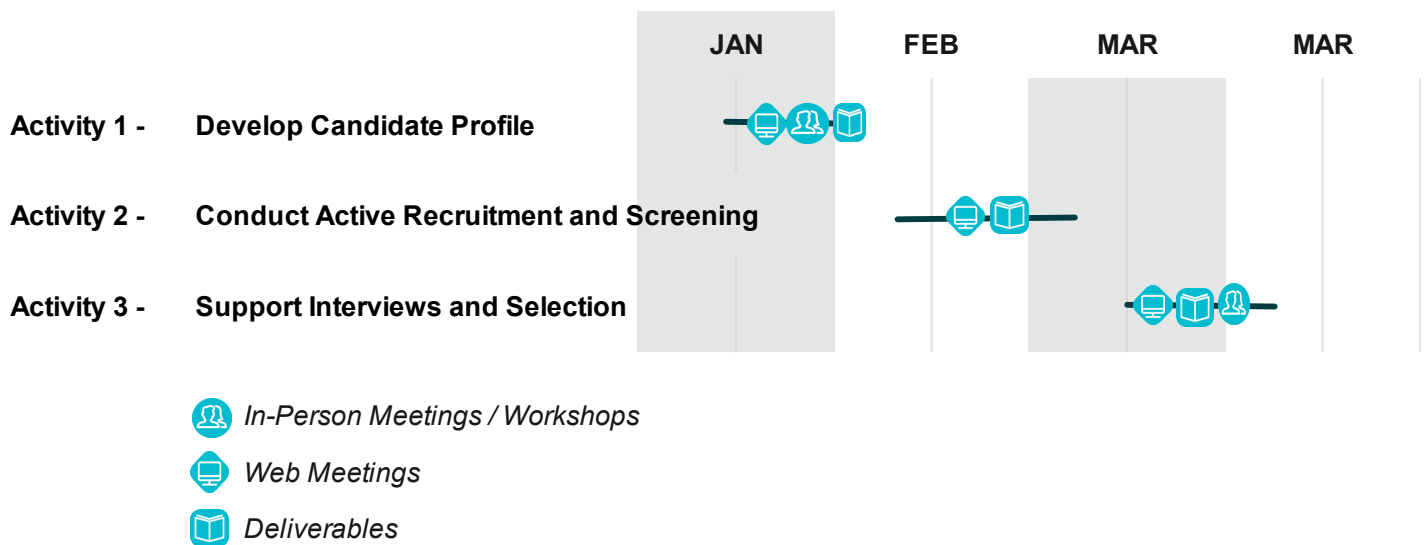 JAN FEB MAR MAR
Activity 1 - Develop Candidate Profile
Activity 2 - Conduct Active Recruitment and Screening
Activity 3 - Support Interviews and Selection
In-Person Meetings / Workshops
Web Meetings
Deliverables